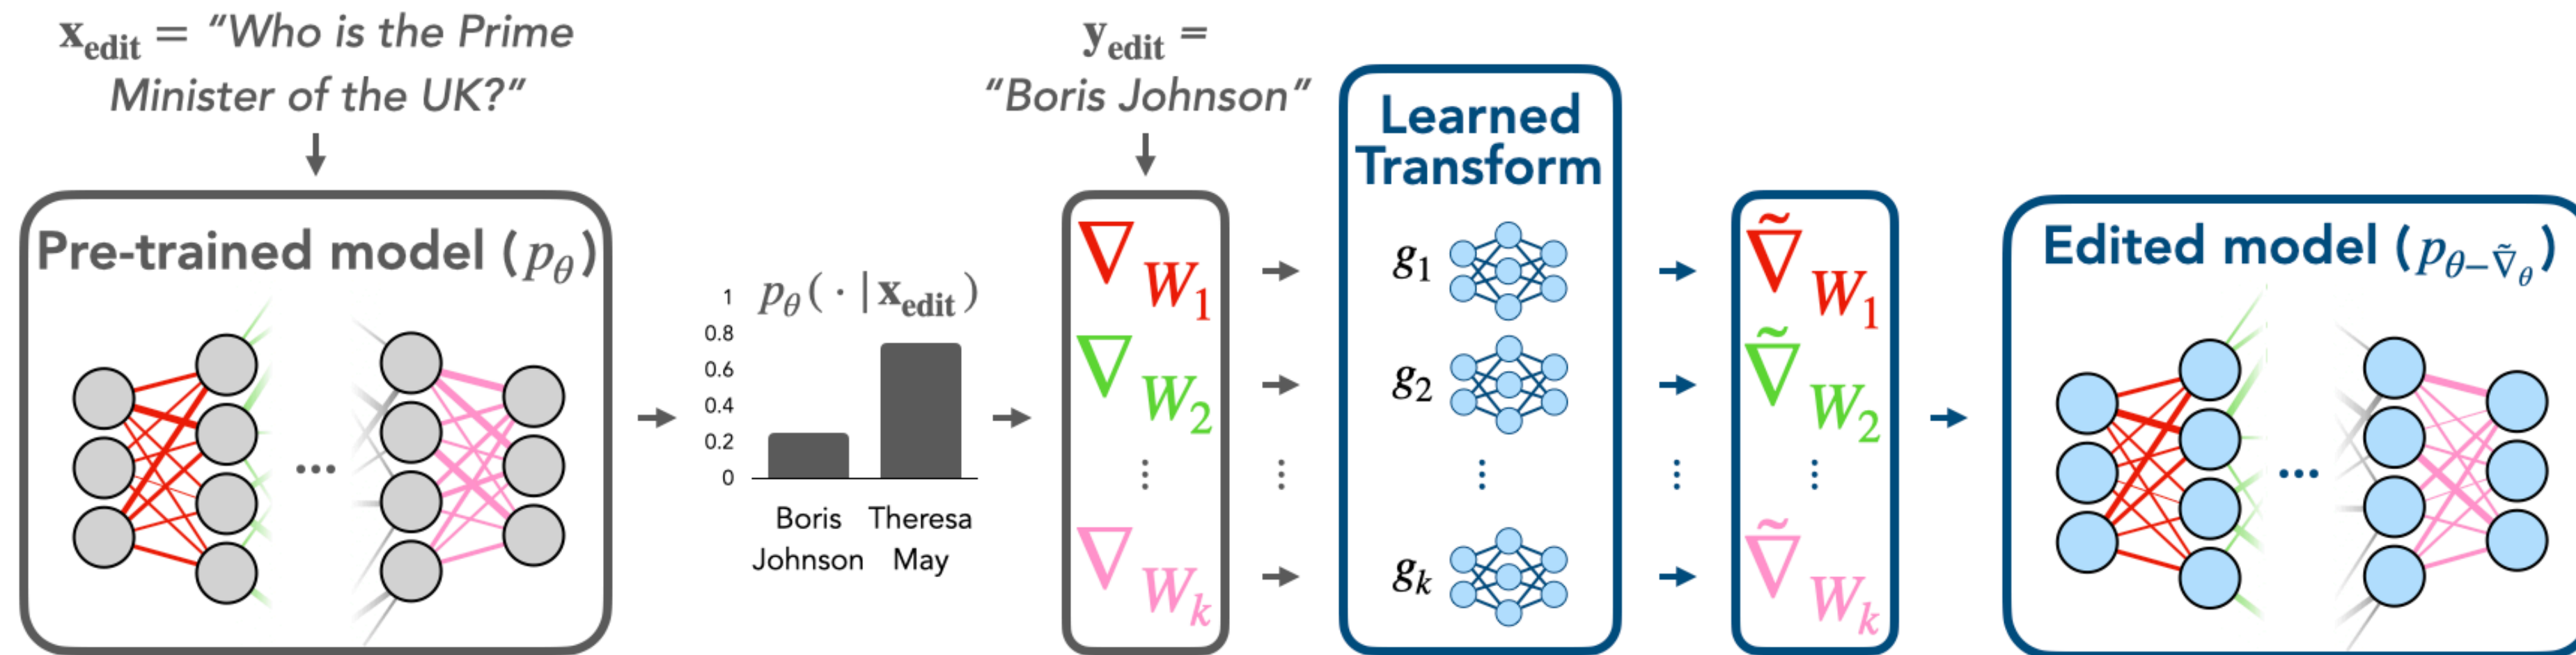 x_edit = "Who is the Prime
Minister of the UK?"
Pre-trained model (p_θ)
...
p_θ( · | x_edit )
1
0.8
0.6
0.4
0.2
0
Boris Johnson
Theresa May
y_edit =
"Boris Johnson"
∇_{W_1}
∇_{W_2}
⋮
∇_{W_k}
Learned
Transform
g_1
g_2
⋮
g_k
∇̃_{W_1}
∇̃_{W_2}
⋮
∇̃_{W_k}
Edited model (p_{θ−∇̃_θ})
...